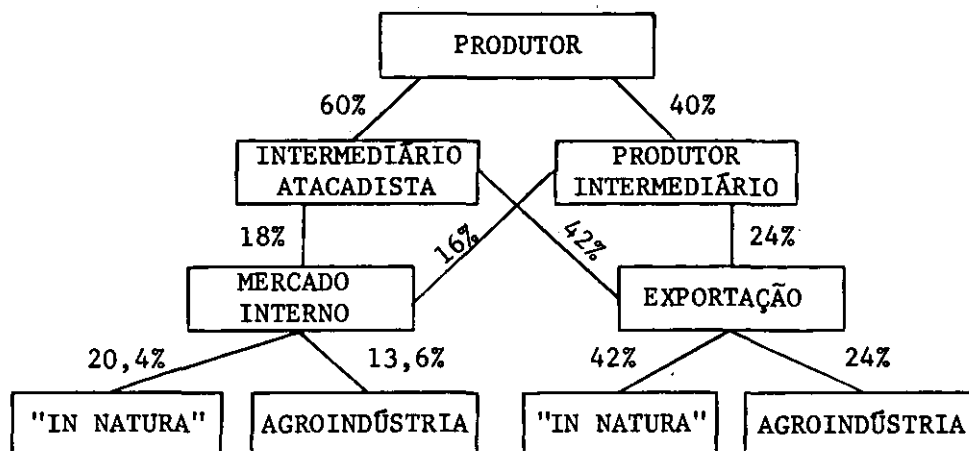 PRODUTOR
60%
40%
INTERMEDIÁRIO
ATACADISTA
PRODUTOR
INTERMEDIÁRIO
18%
16%
42%
24%
MERCADO
INTERNO
EXPORTAÇÃO
20,4%
13,6%
42%
24%
"IN NATURA"
AGROINDÚSTRIA
"IN NATURA"
AGROINDÚSTRIA